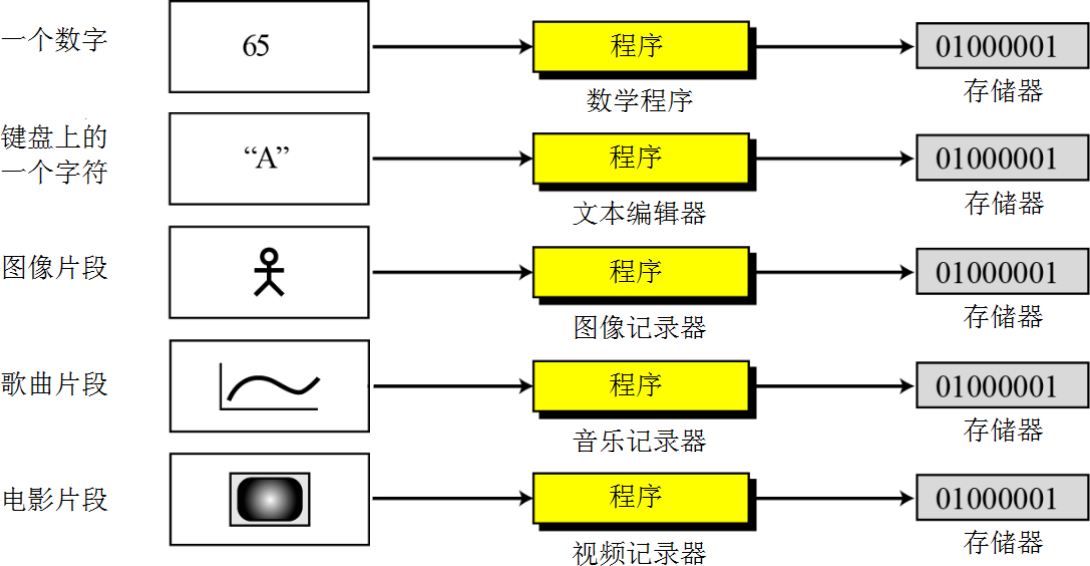 一个数字
65
程序
01000001
数学程序
存储器
键盘上的
一个字符
“A”
程序
01000001
文本编辑器
存储器
图像片段
程序
01000001
图像记录器
存储器
歌曲片段
程序
01000001
音乐记录器
存储器
电影片段
程序
01000001
视频记录器
存储器